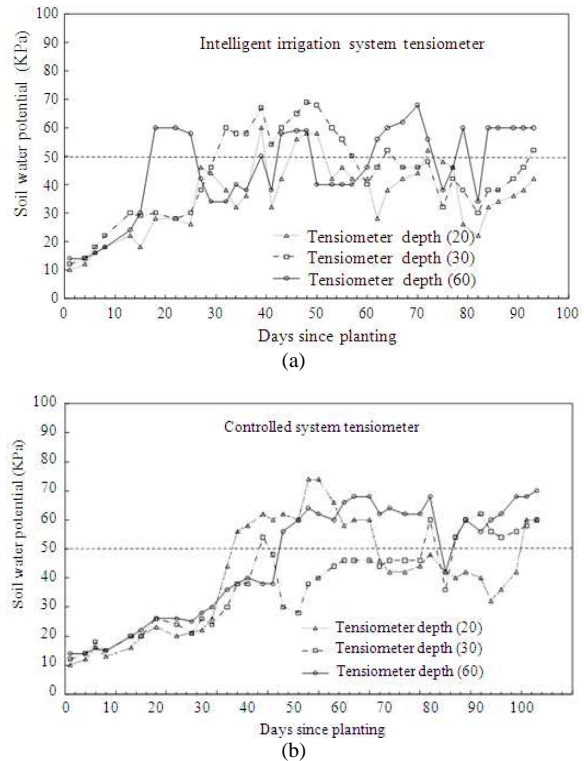 Intelligent irrigation system tensiometer
Soil water potential (KPa)
100
90
80
70
60
50
40
30
20
10
0
Tensiometer depth (20)
Tensiometer depth (30)
Tensiometer depth (60)
0 10 20 30 40 50 60 70 80 90 100
Days since planting
(a)
Controlled system tensiometer
Soil water potential (KPa)
100
90
80
70
60
50
40
30
20
10
0
Tensiometer depth (20)
Tensiometer depth (30)
Tensiometer depth (60)
0 10 20 30 40 50 60 70 80 90 100
Days since planting
(b)